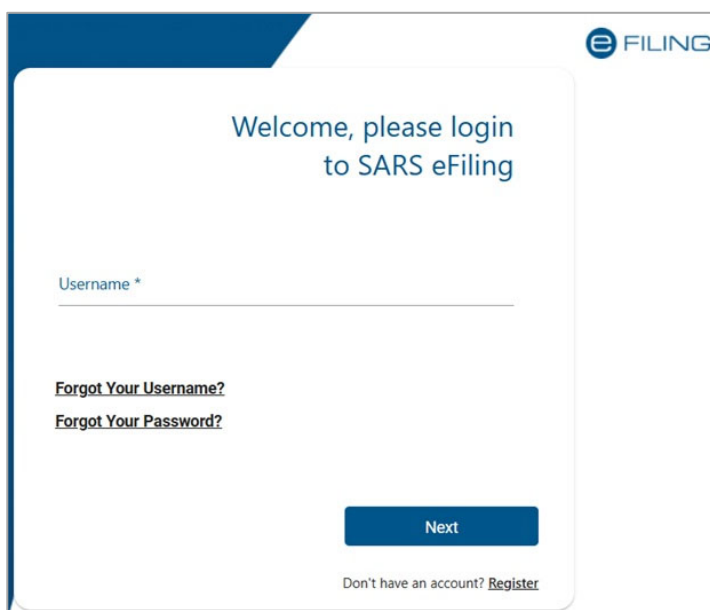 e FILING
Welcome, please login
to SARS eFiling
Username *
Forgot Your Username?
Forgot Your Password?
Next
Don't have an account? Register